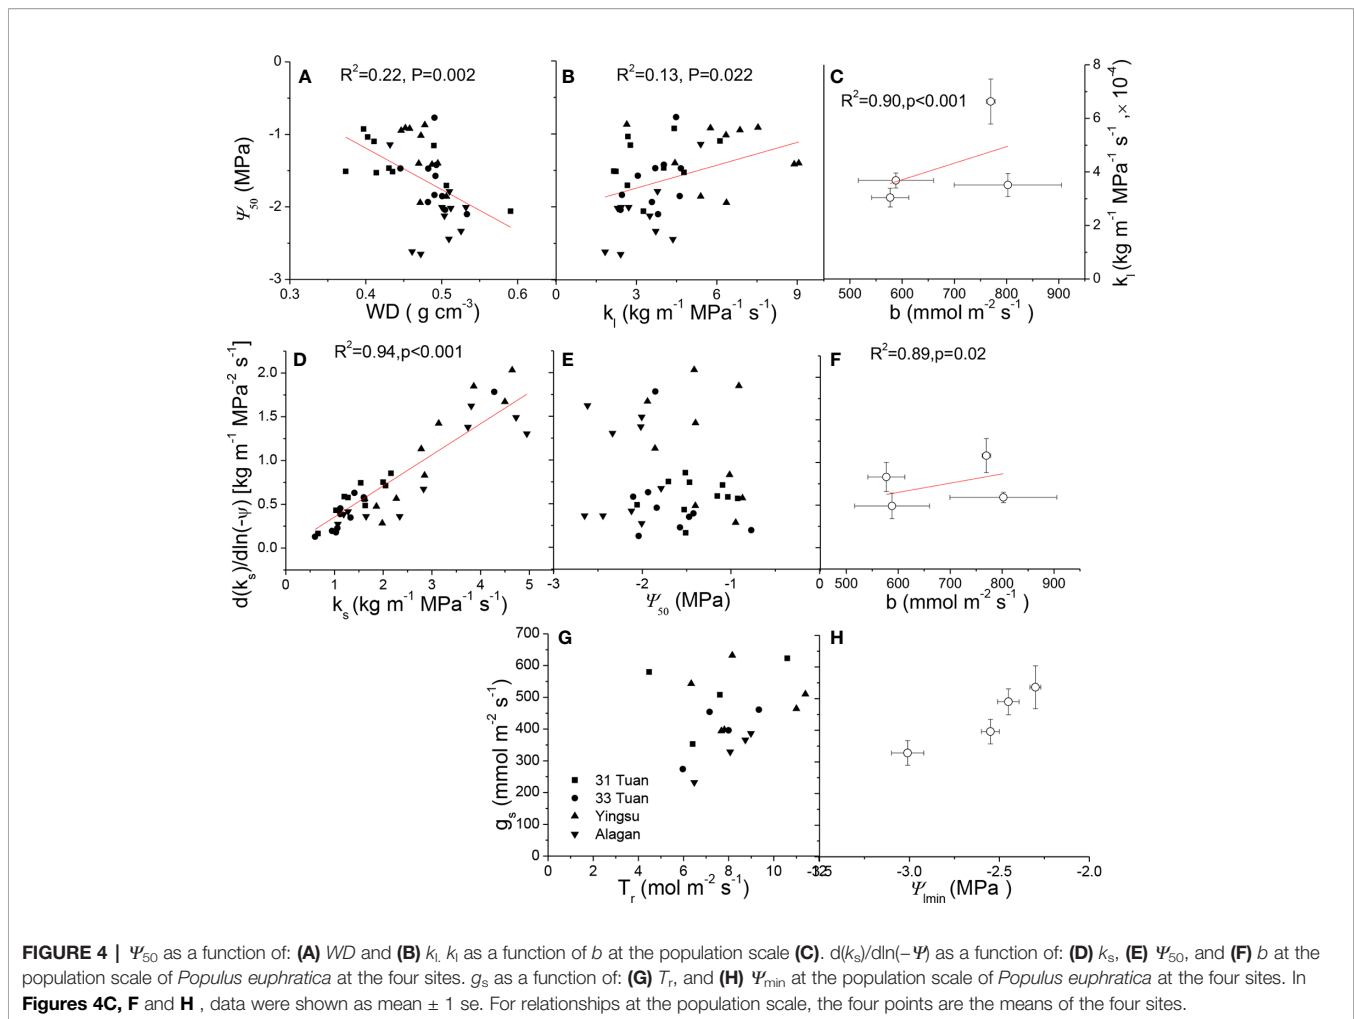 A R²=0.22, P=0.002
B R²=0.13, P=0.022
C R²=0.90,p<0.001
0
-1
-2
-3
Ψ50 (MPa)
0.3 0.4 0.5 0.6
WD ( g cm⁻³)
0 3 6 9
kl (kg m⁻¹ MPa⁻¹ s⁻¹)
500 600 700 800 900
b (mmol m⁻² s⁻¹ )
8
6
4
2
0
kl (kg m⁻¹ MPa⁻¹ s⁻¹ ,× 10⁻⁴)
D R²=0.94,p<0.001
E
F R²=0.89,p=0.02
2.0
1.5
1.0
0.5
0.0
d(ks)/dln(-ψ) [kg m⁻¹ MPa⁻² s⁻¹]
0 1 2 3 4 5
ks (kg m⁻¹ MPa⁻¹ s⁻¹)
-3 -2 -1 0
Ψ50 (MPa)
500 600 700 800 900
b (mmol m⁻² s⁻¹ )
G
H
700
600
500
400
300
200
100
0
gs (mmol m⁻² s⁻¹)
31 Tuan
33 Tuan
Yingsu
Alagan
0 2 4 6 8 10 12
Tr (mol m⁻² s⁻¹)
-3.5 -3.0 -2.5 -2.0
Ψlmin (MPa )
FIGURE 4 | Ψ50 as a function of: (A) WD and (B) kl. kl as a function of b at the population scale (C). d(ks)/dln(−Ψ) as a function of: (D) ks, (E) Ψ50, and (F) b at the
population scale of Populus euphratica at the four sites. gs as a function of: (G) Tr, and (H) Ψmin at the population scale of Populus euphratica at the four sites. In
Figures 4C, F and H , data were shown as mean ± 1 se. For relationships at the population scale, the four points are the means of the four sites.